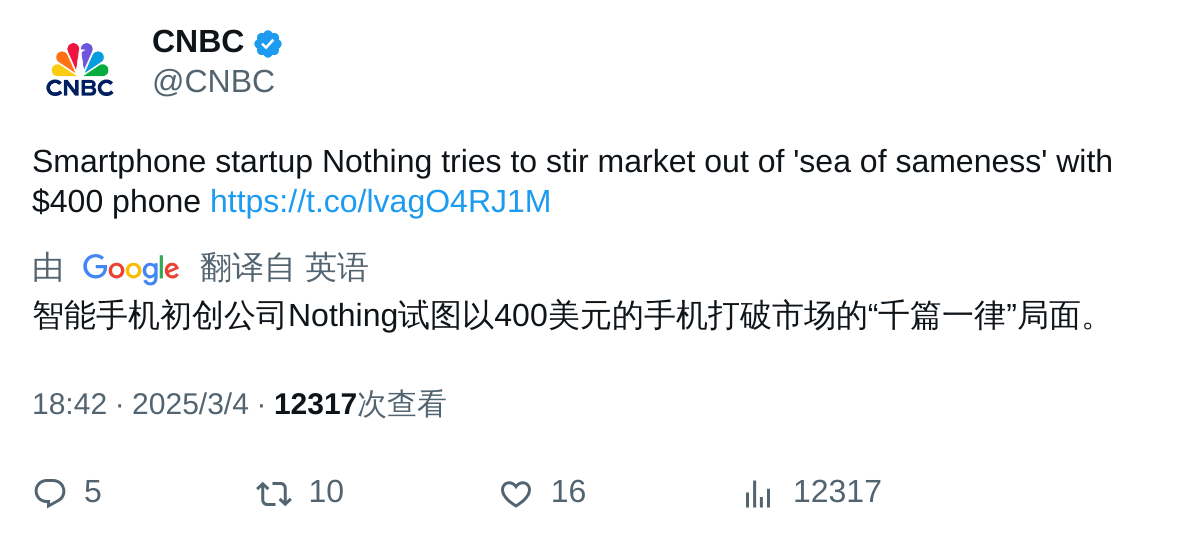 CNBC
@CNBC
CNBC
Smartphone startup Nothing tries to stir market out of 'sea of sameness' with
$400 phone https://t.co/lvagO4RJ1M
由 Google 翻译自 英语
智能手机初创公司Nothing试图以400美元的手机打破市场的“千篇一律”局面。
18:42 · 2025/3/4 · 12317次查看
5 10 16 12317